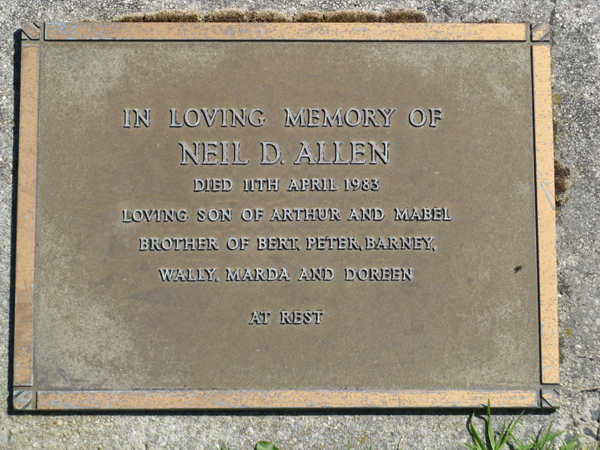 IN LOVING MEMORY OF
NEIL D. ALLEN
DIED 11TH APRIL 1983
LOVING SON OF ARTHUR AND MABEL
BROTHER OF BERT, PETER, BARNEY,
WALLY, MARDA AND DOREEN
AT REST